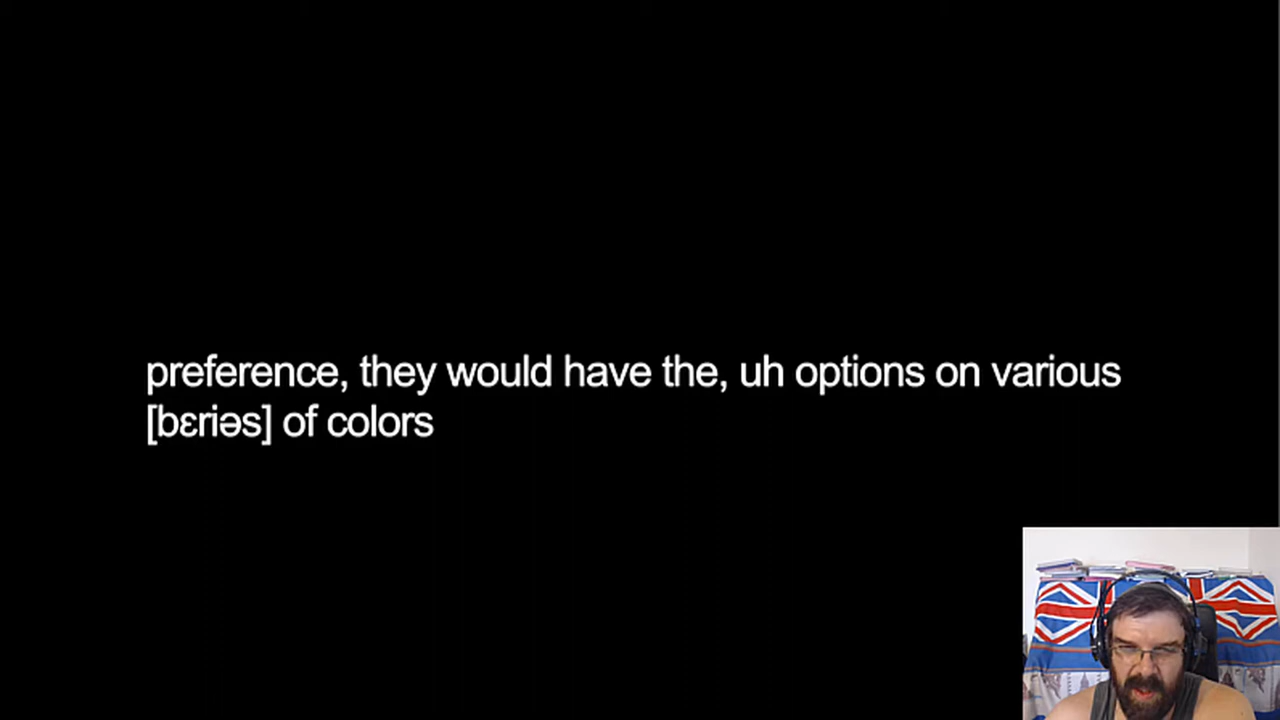 preference, they would have the, uh options on various
[bɛriəs] of colors